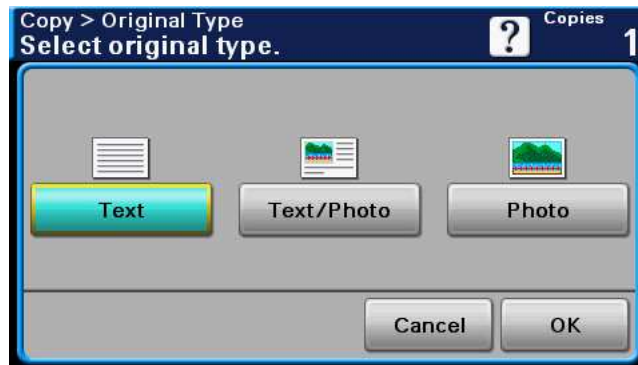 Copy > Original Type
Select original type.
?
Copies
1
Text
Text/Photo
Photo
Cancel
OK